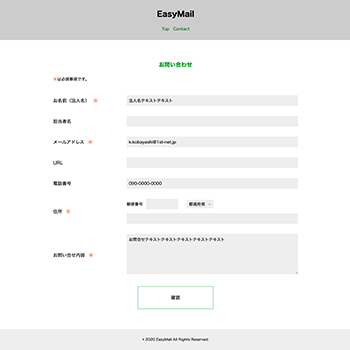 EasyMail
Top Contact
お問い合わせ
※は必須事項です。
お名前（法人名） ※ 法人名テキストテキスト
担当者名
メールアドレス ※ k.kobayashi@1st-net.jp
URL
電話番号 090-0000-0000
郵便番号 都道府県
住所 ※
お問合せテキストテキストテキストテキストテキスト
お問い合せ内容 ※
確認
© 2020 EasyMail All Rights Reserved.